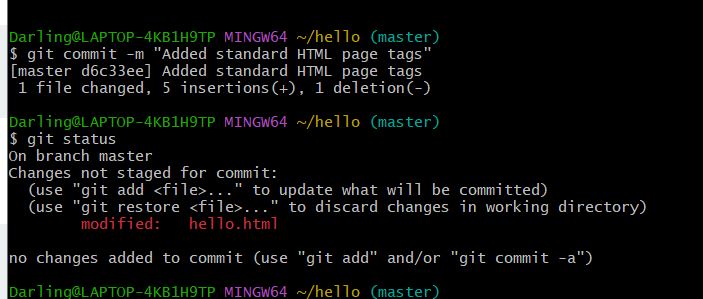 Darling@LAPTOP-4KB1H9TP MINGW64 ~/hello (master)
$ git commit -m "Added standard HTML page tags"
[master d6c33ee] Added standard HTML page tags
 1 file changed, 5 insertions(+), 1 deletion(-)

Darling@LAPTOP-4KB1H9TP MINGW64 ~/hello (master)
$ git status
On branch master
Changes not staged for commit:
  (use "git add <file>..." to update what will be committed)
  (use "git restore <file>..." to discard changes in working directory)
        modified:   hello.html

no changes added to commit (use "git add" and/or "git commit -a")

Darling@LAPTOP-4KB1H9TP MINGW64 ~/hello (master)